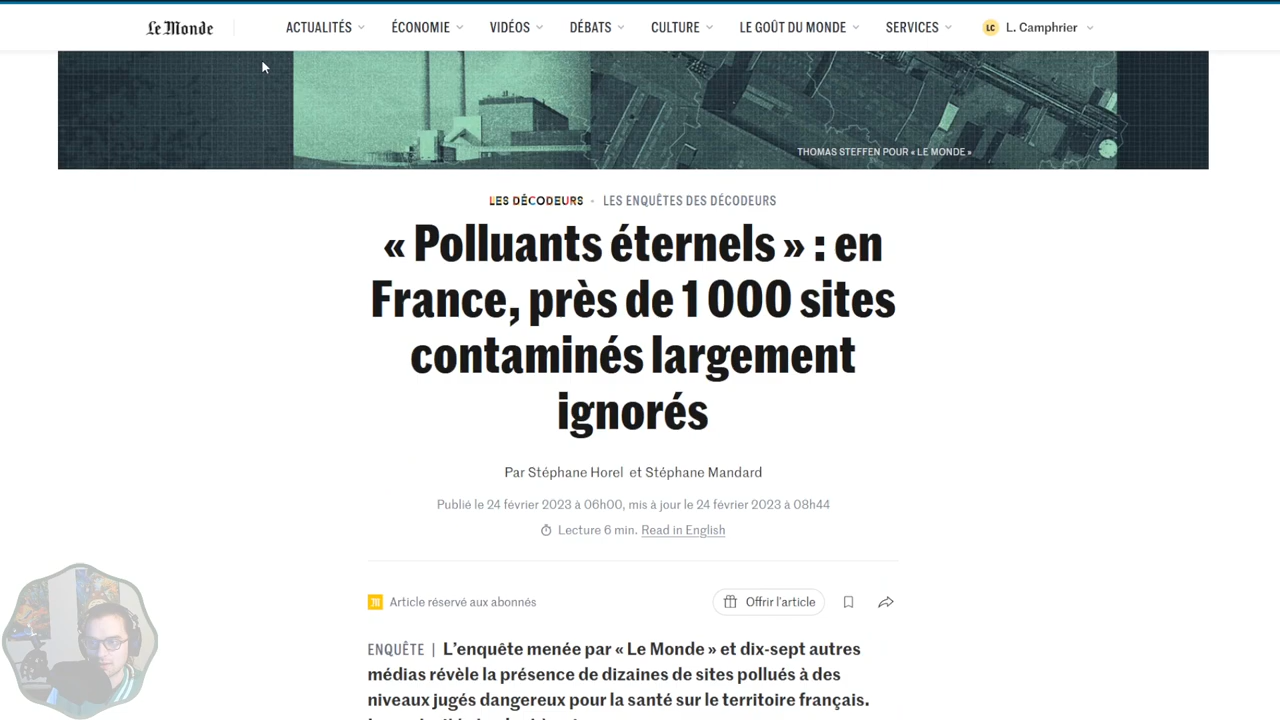 Le Monde
ACTUALITÉS ÉCONOMIE VIDÉOS DÉBATS CULTURE LE GOÛT DU MONDE SERVICES LC L. Camphrier
THOMAS STEFFEN POUR « LE MONDE »
LES DÉCODEURS • LES ENQUÊTES DES DÉCODEURS
« Polluants éternels » : en
France, près de 1 000 sites
contaminés largement
ignorés
Par Stéphane Horel et Stéphane Mandard
Publié le 24 février 2023 à 06h00, mis à jour le 24 février 2023 à 08h44
Lecture 6 min. Read in English
Article réservé aux abonnés
Offrir l'article
ENQUÊTE | L'enquête menée par « Le Monde » et dix-sept autres
médias révèle la présence de dizaines de sites pollués à des
niveaux jugés dangereux pour la santé sur le territoire français.